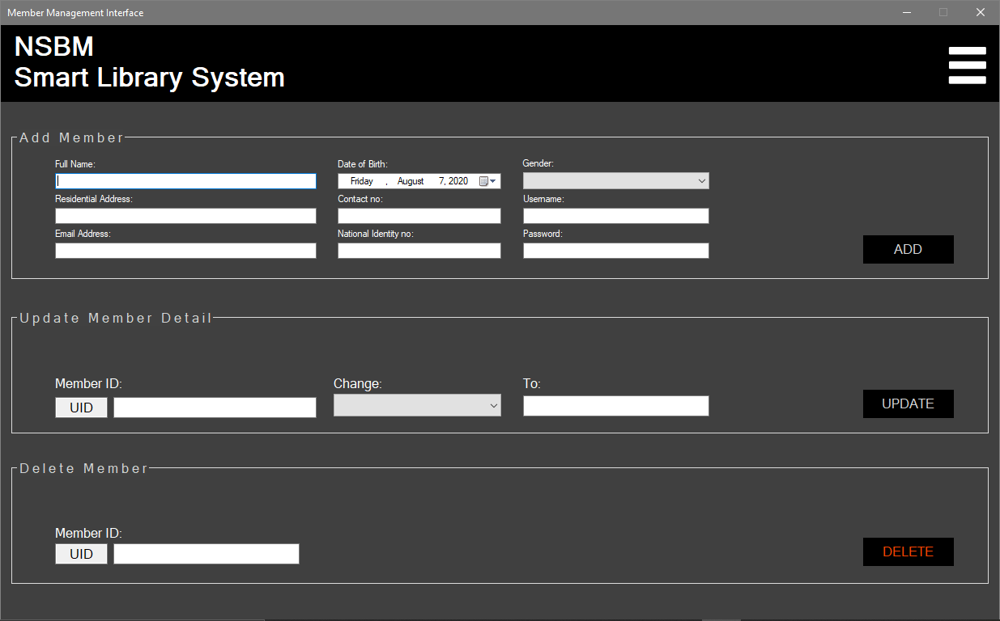 Member Management Interface
NSBM
Smart Library System
Add Member
Full Name:
Date of Birth:
Gender:
Friday , August 7, 2020
Residential Address:
Contact no:
Username:
Email Address:
National Identity no:
Password:
ADD
Update Member Detail
Member ID:
Change:
To:
UID
UPDATE
Delete Member
Member ID:
UID
DELETE